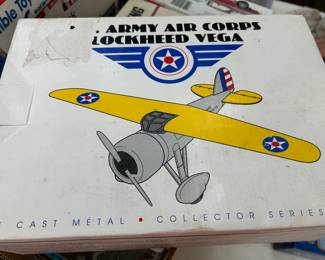 ARMY AIR CORPS
LOCKHEED VEGA
CAST METAL • COLLECTOR SERIES